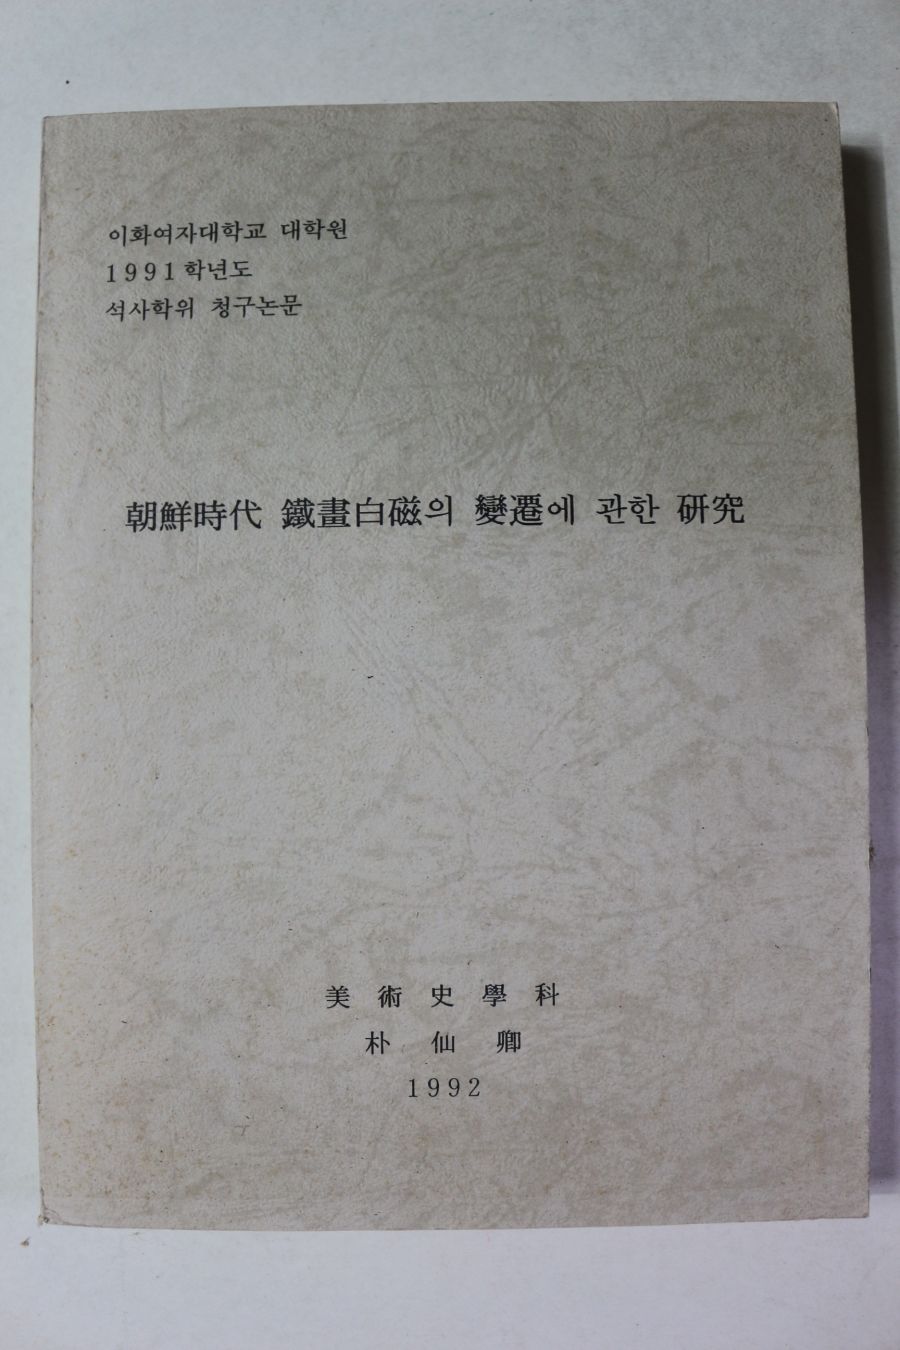 이화여자대학교 대학원
1991학년도
석사학위 청구논문
朝鮮時代 鐵畫白磁의 變遷에 관한 硏究
美術史學科
朴仙卿
1992